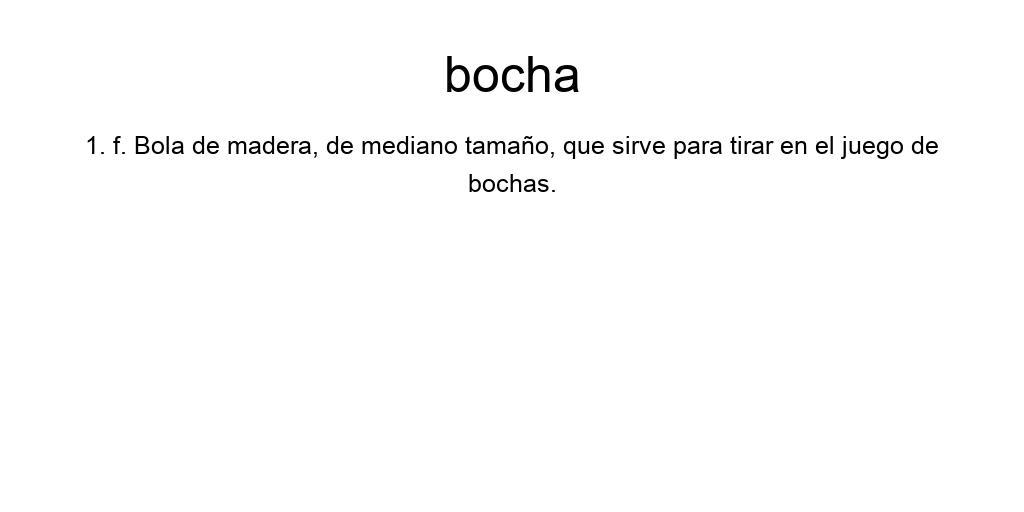 bocha
1. f. Bola de madera, de mediano tamaño, que sirve para tirar en el juego de
bochas.